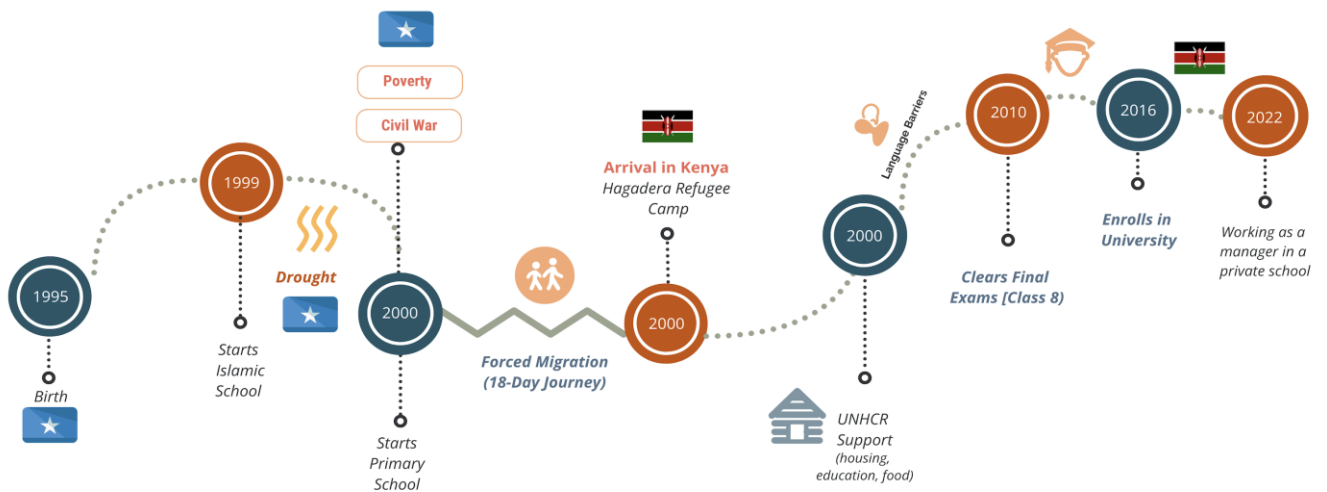 1995
Birth
1999
Starts
Islamic
School
Drought
Poverty
Civil War
2000
Starts
Primary
School
Forced Migration
(18-Day Journey)
Arrival in Kenya
Hagadera Refugee
Camp
2000
2000
UNHCR
Support
(housing,
education, food)
Language Barriers
2010
Clears Final
Exams [Class 8)
2016
Enrolls in
University
2022
Working as a
manager in a
private school